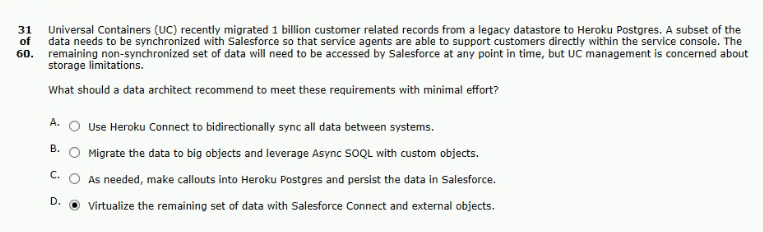 31 Universal Containers (UC) recently migrated 1 billion customer related records from a legacy datastore to Heroku Postgres. A subset of the
of data needs to be synchronized with Salesforce so that service agents are able to support customers directly within the service console. The
60. remaining non-synchronized set of data will need to be accessed by Salesforce at any point in time, but UC management is concerned about
storage limitations.
What should a data architect recommend to meet these requirements with minimal effort?
A. Use Heroku Connect to bidirectionally sync all data between systems.
B. Migrate the data to big objects and leverage Async SOQL with custom objects.
C. As needed, make callouts into Heroku Postgres and persist the data in Salesforce.
D. Virtualize the remaining set of data with Salesforce Connect and external objects.